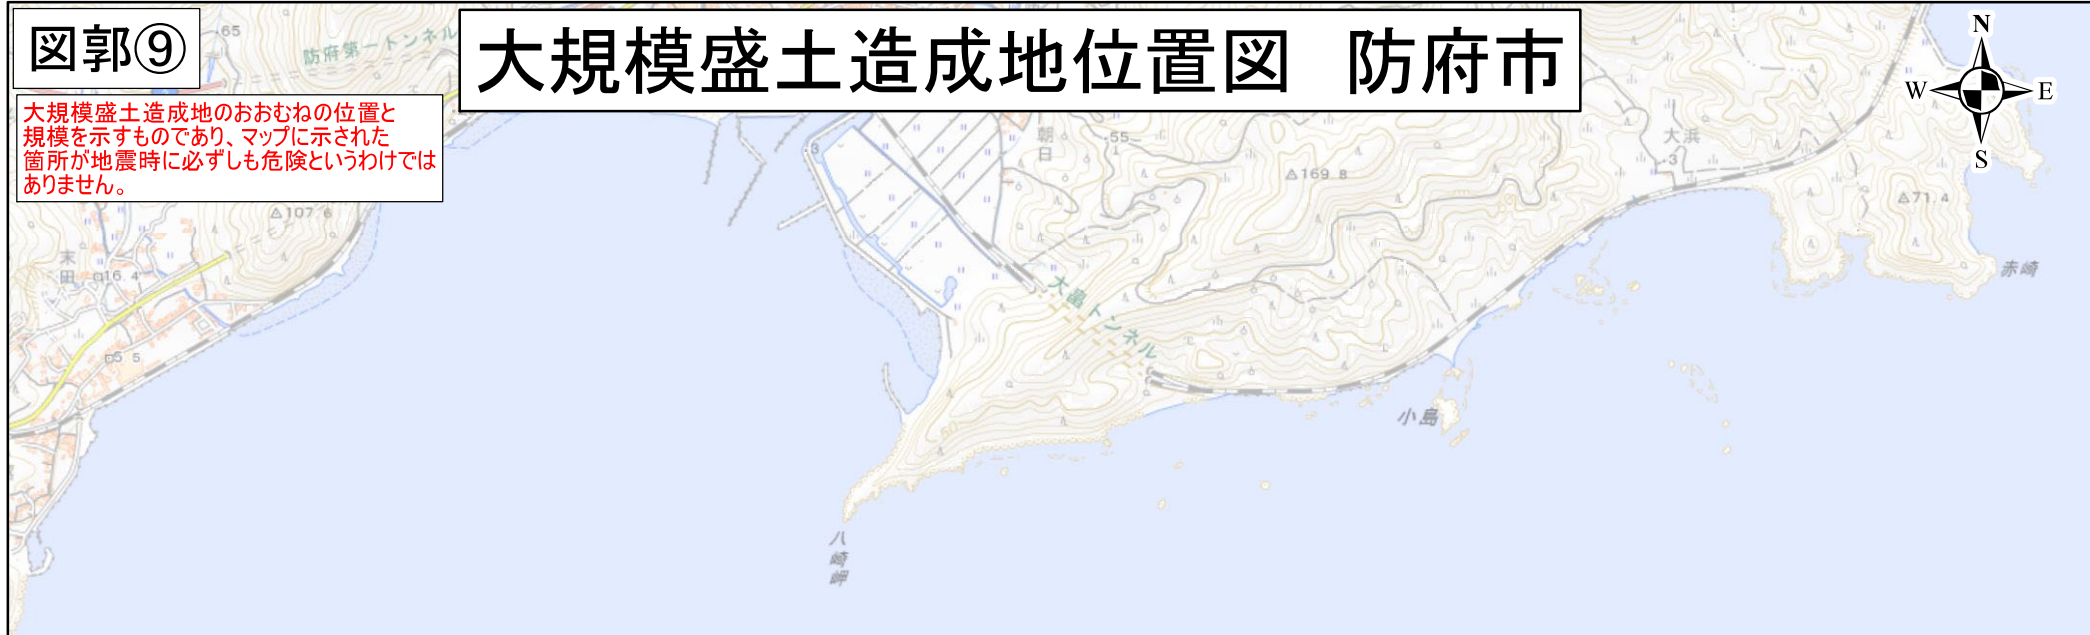 図郭⑨
大規模盛土造成地位置図　防府市
大規模盛土造成地のおおむねの位置と
規模を示すものであり、マップに示された
箇所が地震時に必ずしも危険というわけでは
ありません。
N
W
E
S
65
防府第一トンネル
3
朝日
55
169.8
大浜
3
71.4
赤崎
107.6
末田
16.4
5.5
大畠トンネル
50
小島
八崎岬